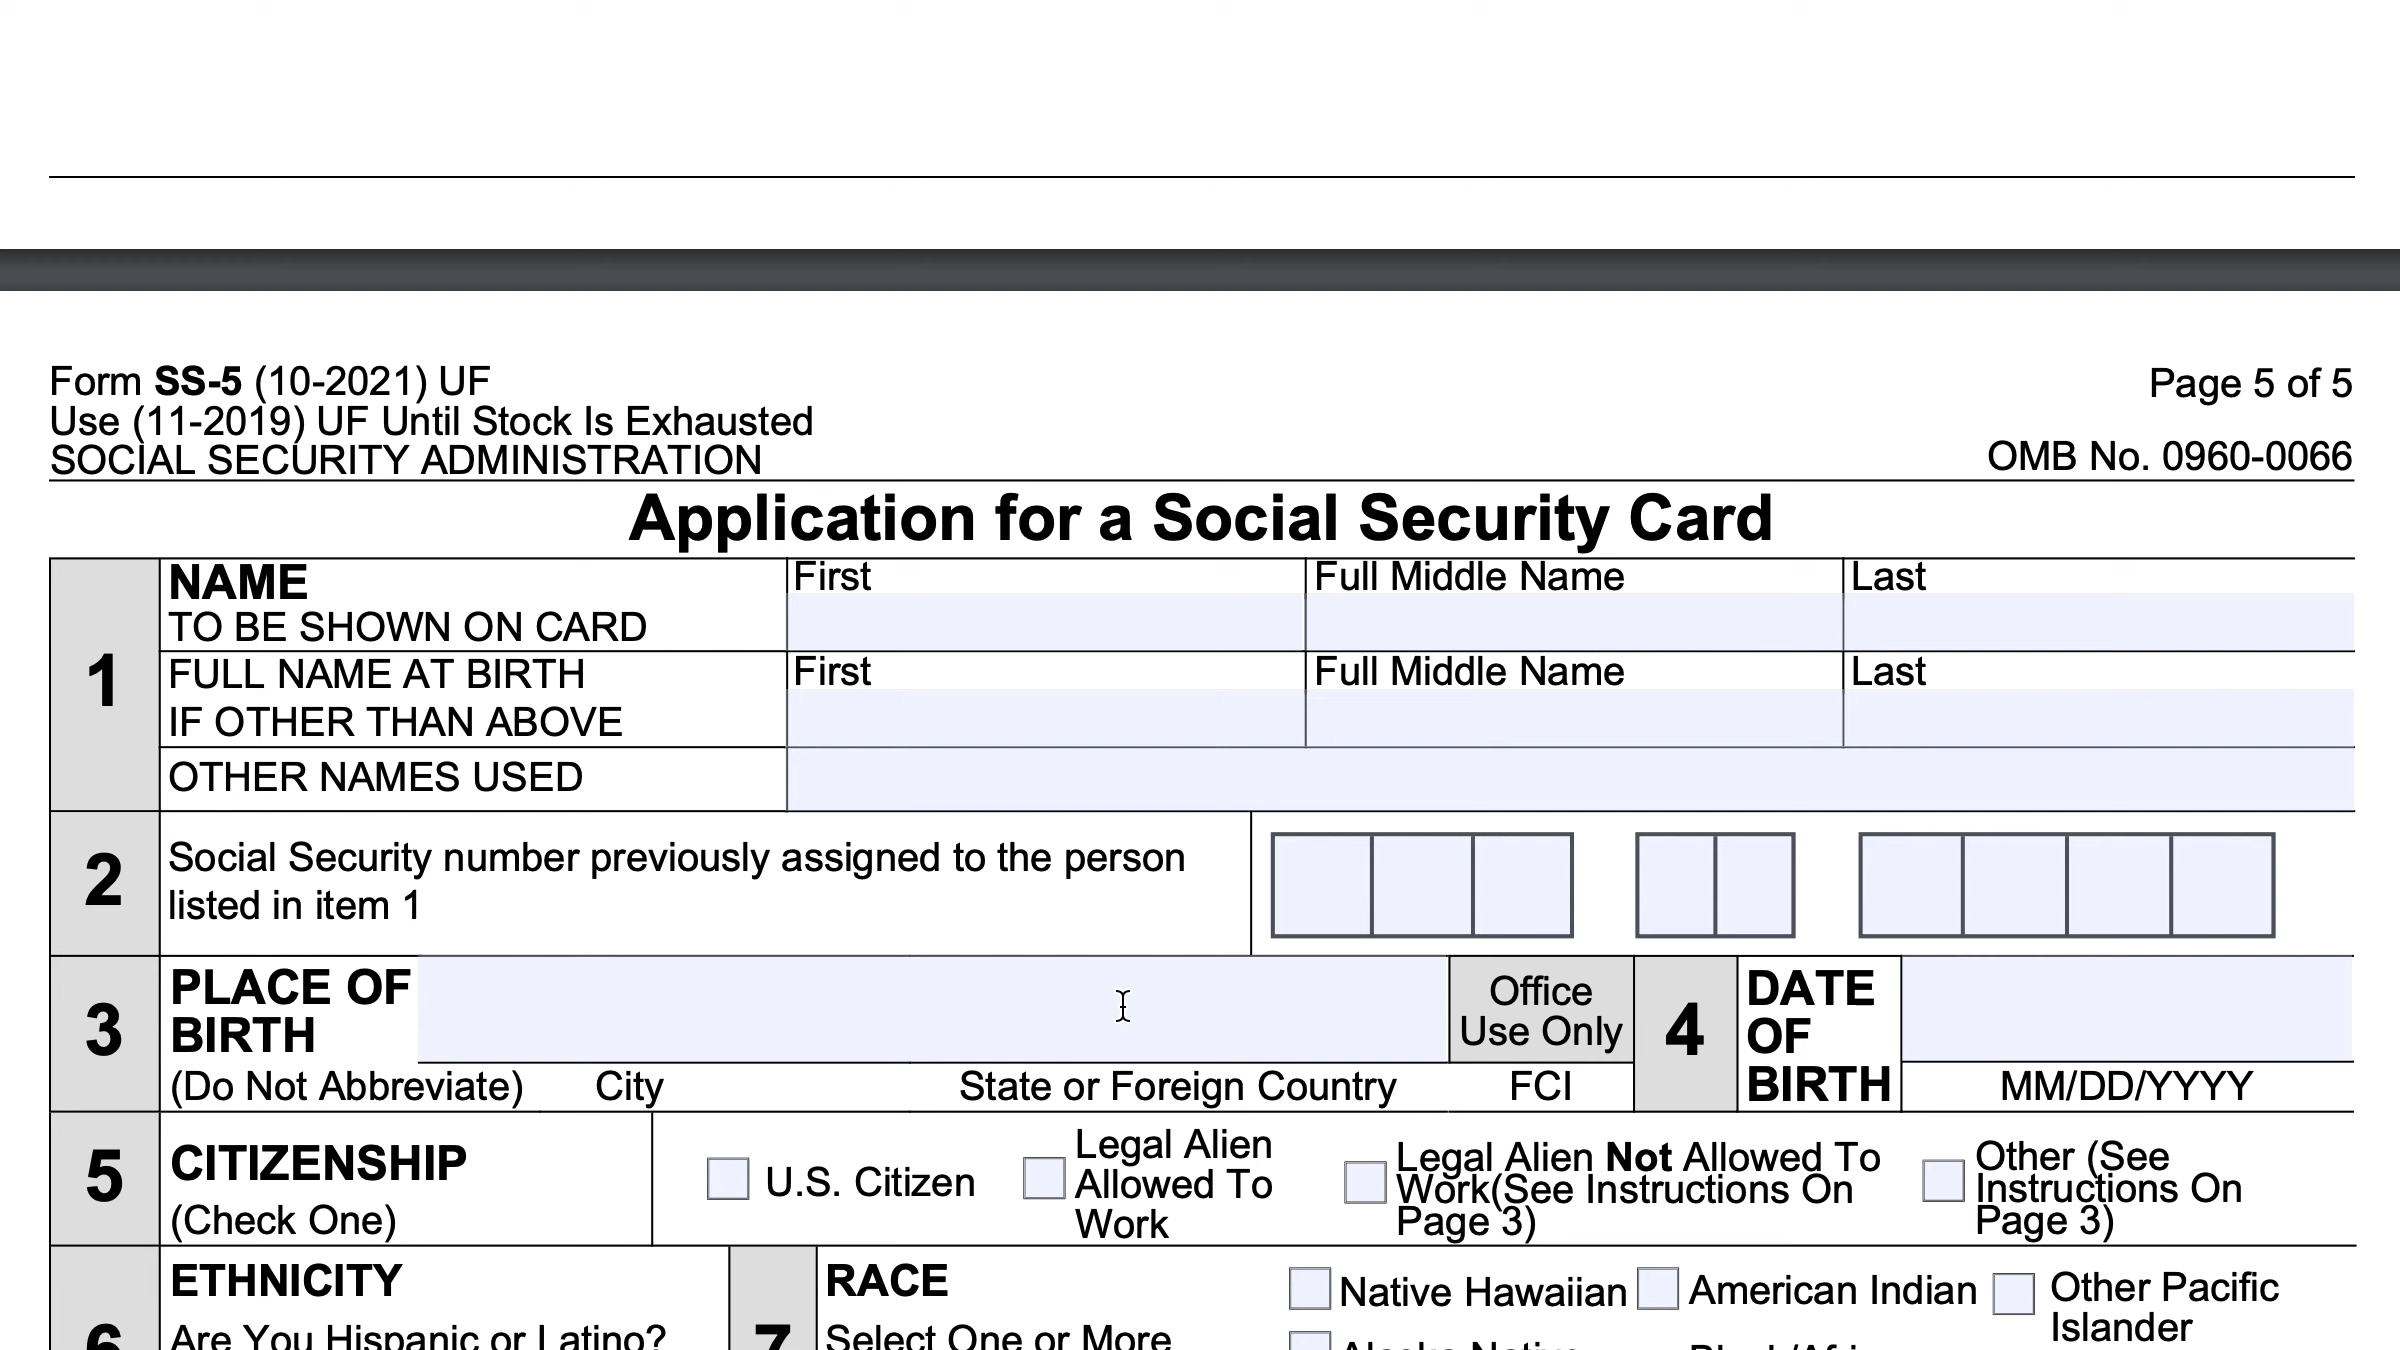 Form SS-5 (10-2021) UF
Use (11-2019) UF Until Stock Is Exhausted
SOCIAL SECURITY ADMINISTRATION
Page 5 of 5
OMB No. 0960-0066
Application for a Social Security Card
1
NAME
TO BE SHOWN ON CARD
First
Full Middle Name
Last
FULL NAME AT BIRTH
IF OTHER THAN ABOVE
First
Full Middle Name
Last
OTHER NAMES USED
2
Social Security number previously assigned to the person
listed in item 1
3
PLACE OF
BIRTH
(Do Not Abbreviate)
City
State or Foreign Country
Office
Use Only
FCI
4
DATE
OF
BIRTH
MM/DD/YYYY
5
CITIZENSHIP
(Check One)
U.S. Citizen
Legal Alien
Allowed To
Work
Legal Alien Not Allowed To
Work(See Instructions On
Page 3)
Other (See
Instructions On
Page 3)
6
ETHNICITY
Are You Hispanic or Latino?
7
RACE
Select One or More
Native Hawaiian
American Indian
Other Pacific
Islander
Alaska Native